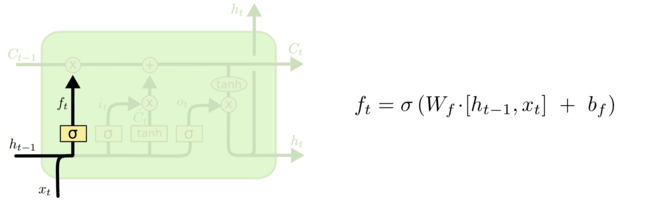 h_t
C_{t-1} C_t
tanh
f_t i_t o_t
C̃_t
σ σ tanh σ
h_{t-1} h_t
x_t
f_t = σ (W_f·[h_{t-1}, x_t] + b_f)